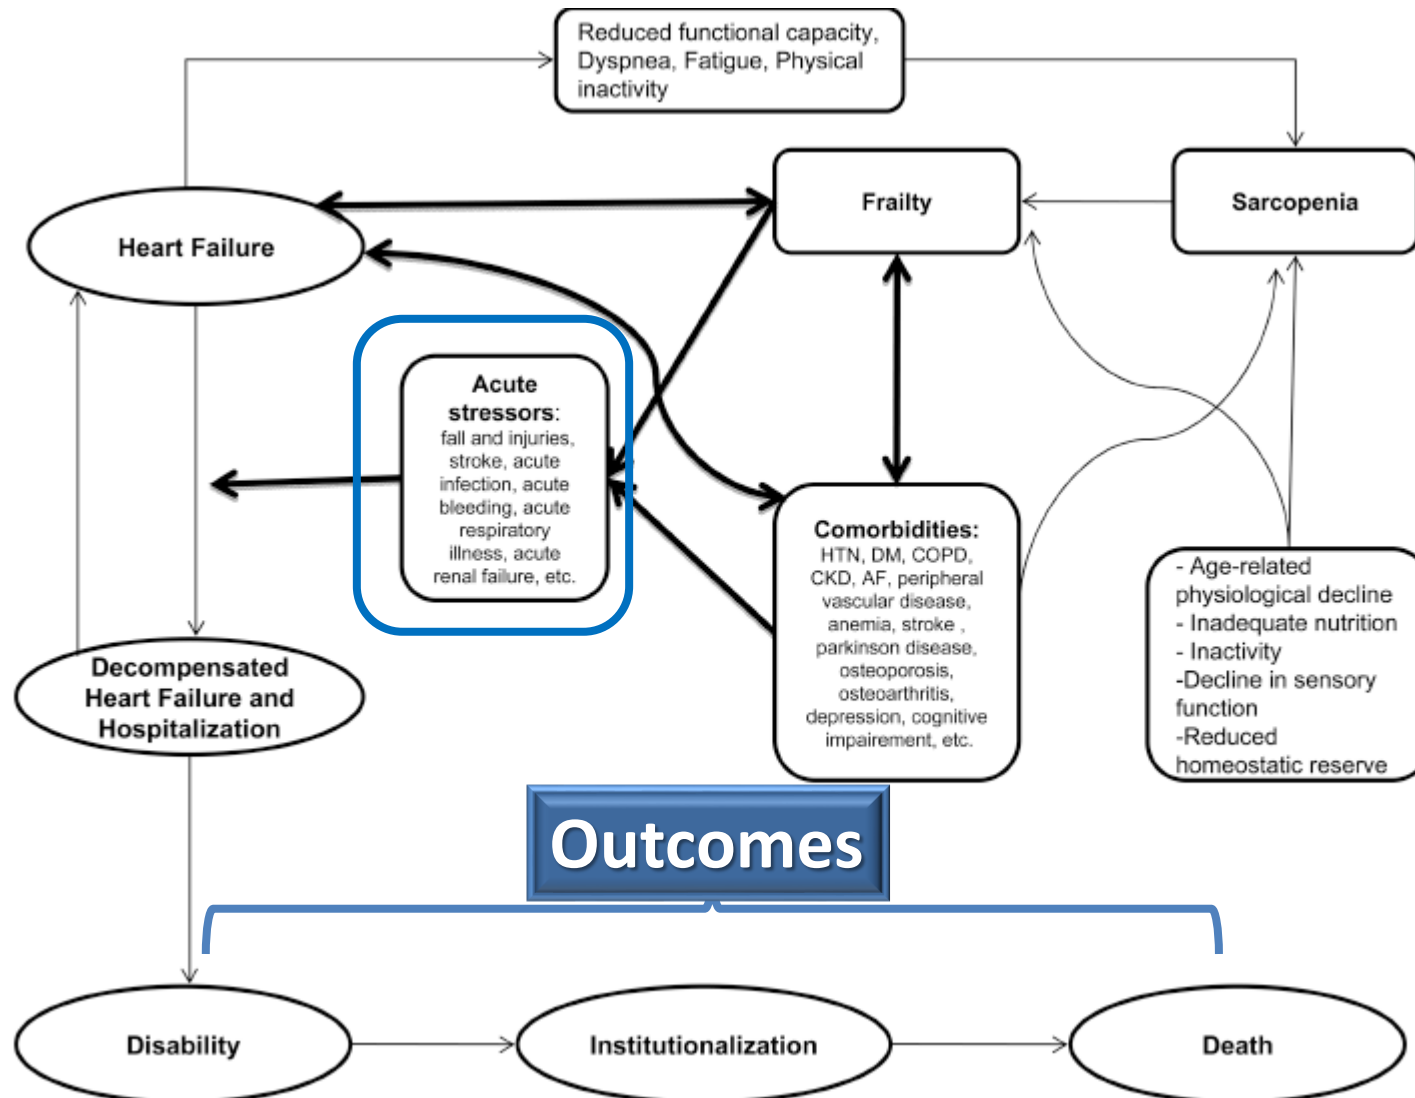 Reduced functional capacity,
Dyspnea, Fatigue, Physical
inactivity
Frailty
Sarcopenia
Heart Failure
Acute
stressors:
fall and injuries,
stroke, acute
infection, acute
bleeding, acute
respiratory
illness, acute
renal failure, etc.
Comorbidities:
HTN, DM, COPD,
CKD, AF, peripheral
vascular disease,
anemia, stroke ,
parkinson disease,
osteoporosis,
osteoarthritis,
depression, cognitive
impairement, etc.
- Age-related
physiological decline
- Inadequate nutrition
- Inactivity
-Decline in sensory
function
-Reduced
homeostatic reserve
Decompensated
Heart Failure and
Hospitalization
Outcomes
Disability
Institutionalization
Death